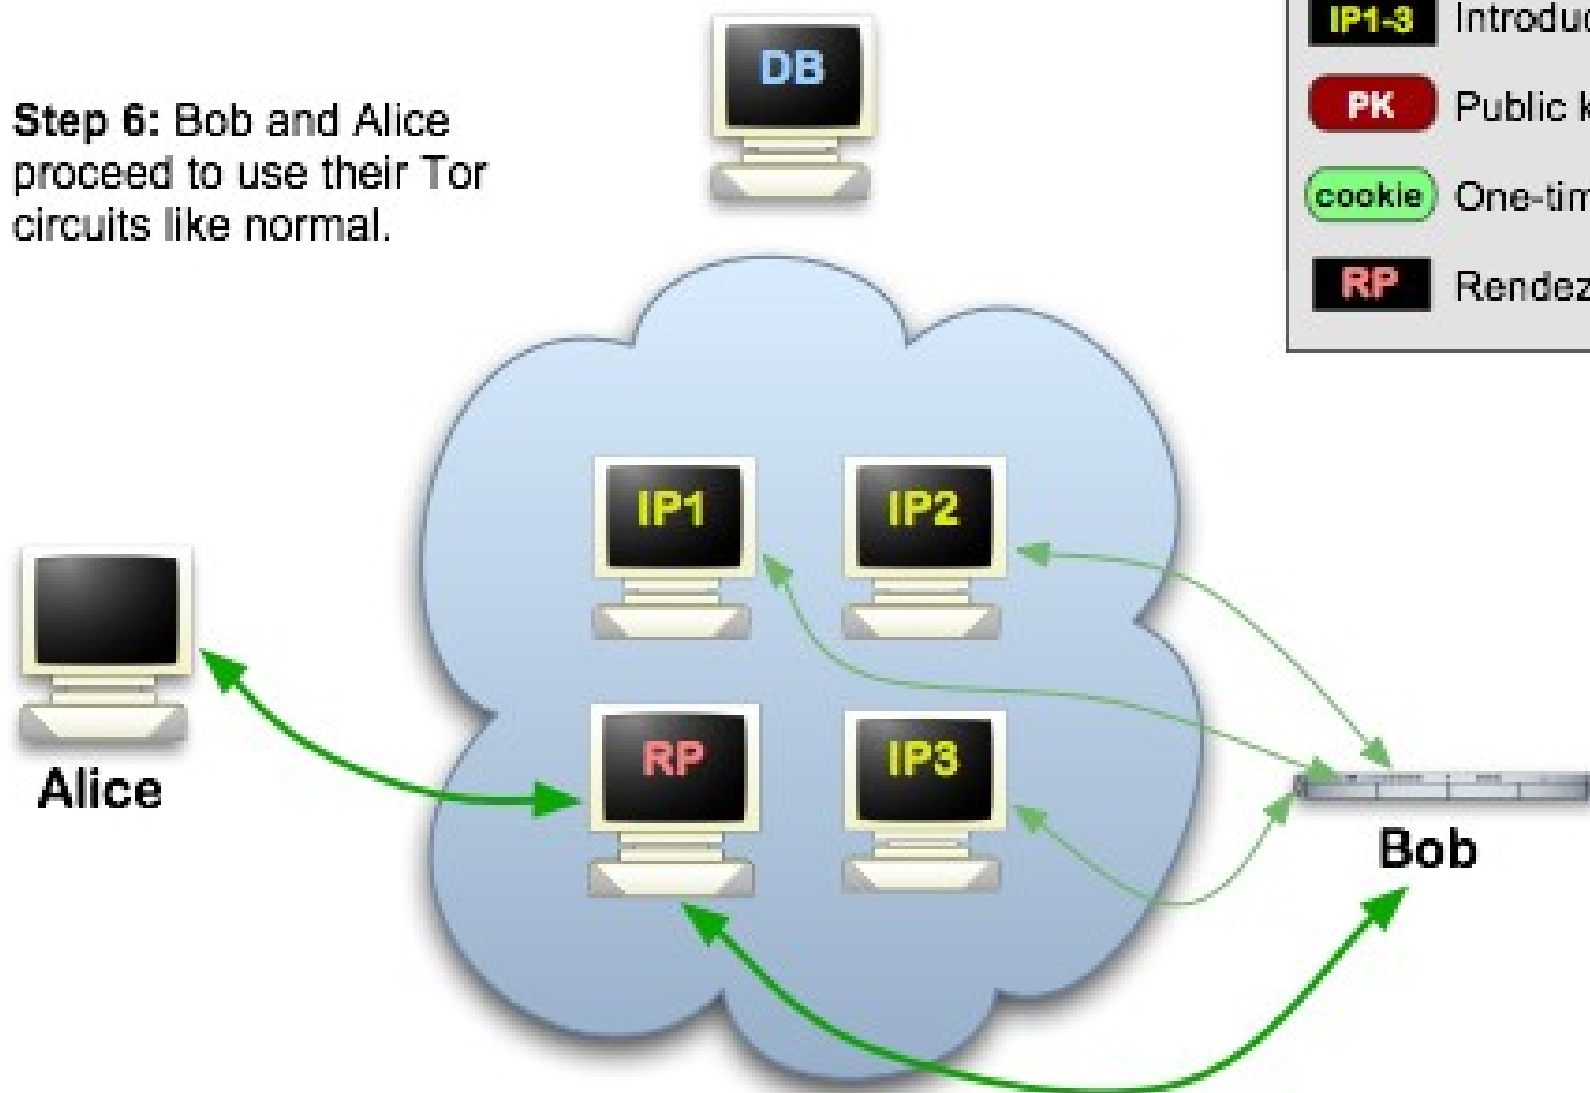 Step 6: Bob and Alice
proceed to use their Tor
circuits like normal.
DB
IP1-3
PK Public
cookie
RP
IP1
IP2
RP
IP3
Alice
Bob